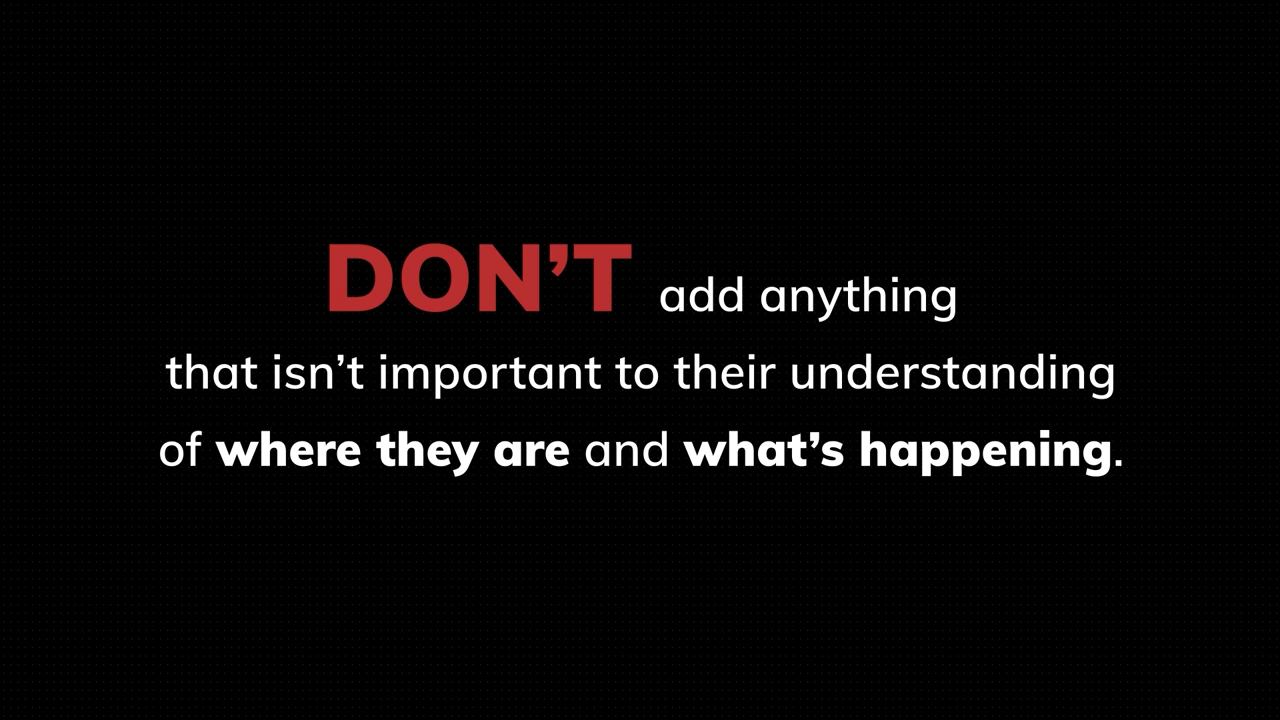 DON’T add anything
that isn’t important to their understanding
of where they are and what’s happening.